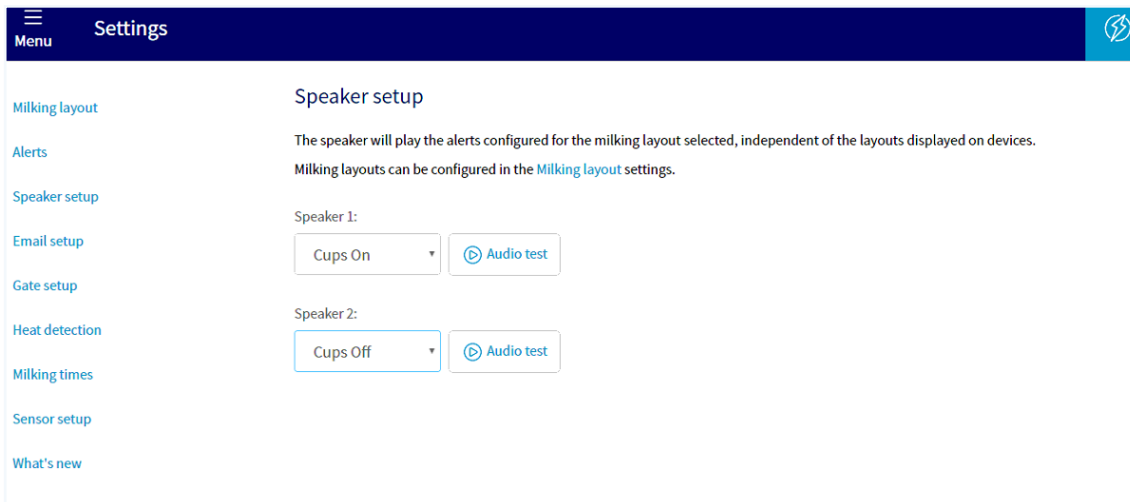 Menu
Settings
Milking layout
Alerts
Speaker setup
Email setup
Gate setup
Heat detection
Milking times
Sensor setup
What's new
Speaker setup
The speaker will play the alerts configured for the milking layout selected, independent of the layouts displayed on devices.
Milking layouts can be configured in the Milking layout settings.
Speaker 1:
Cups On Audio test
Speaker 2:
Cups Off Audio test